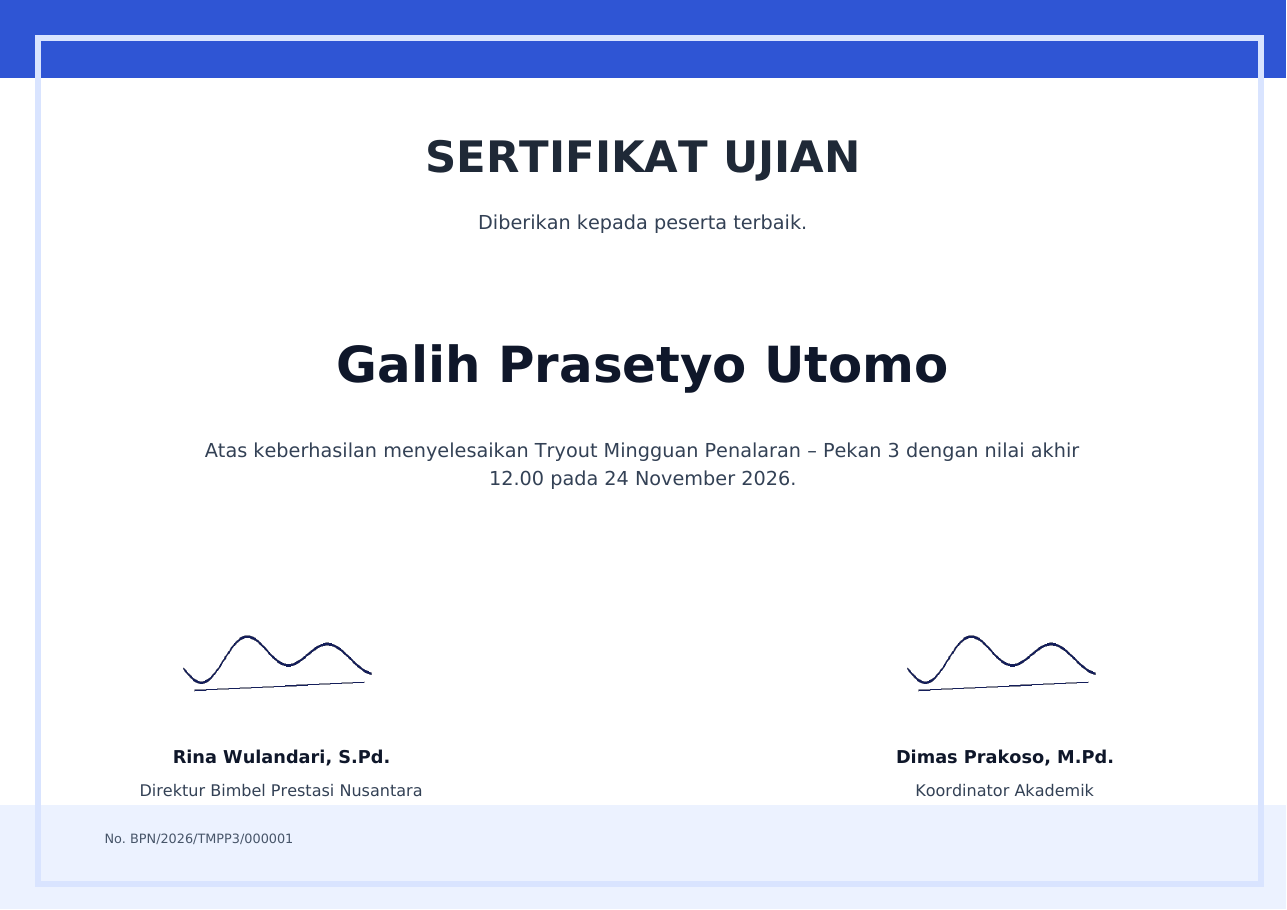 SERTIFIKAT UJIAN
Diberikan kepada peserta terbaik.
Galih Prasetyo Utomo
Atas keberhasilan menyelesaikan Tryout Mingguan Penalaran – Pekan 3 dengan nilai akhir
12.00 pada 24 November 2026.
Rina Wulandari, S.Pd.
Direktur Bimbel Prestasi Nusantara
Dimas Prakoso, M.Pd.
Koordinator Akademik
No. BPN/2026/TMPP3/000001